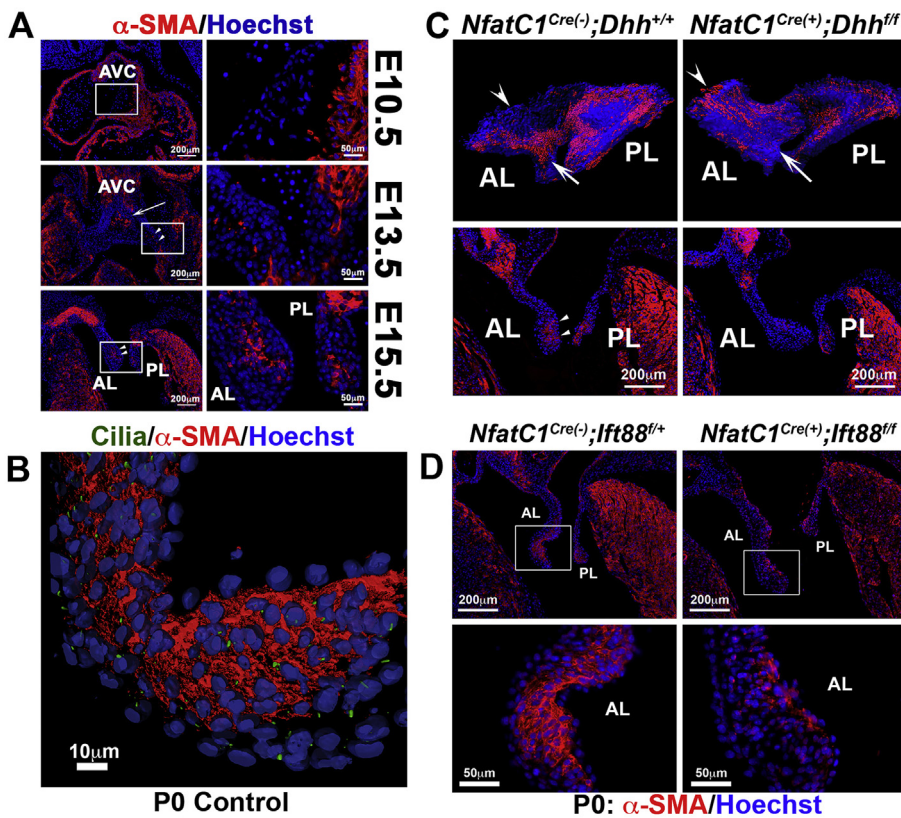 A
α-SMA/Hoechst
AVC
200μm
50μm
E10.5
AVC
200μm
50μm
E13.5
AL
PL
200μm
PL
AL
50μm
E15.5
Cilia/α-SMA/Hoechst
B
10μm
P0 Control
C
NfatC1Cre(-);Dhh+/+
NfatC1Cre(+);Dhhf/f
AL
PL
AL
PL
AL
PL
200μm
AL
PL
200μm
NfatC1Cre(-);Ift88f/+
NfatC1Cre(+);Ift88f/f
D
AL
PL
200μm
AL
PL
200μm
AL
50μm
AL
50μm
P0: α-SMA/Hoechst